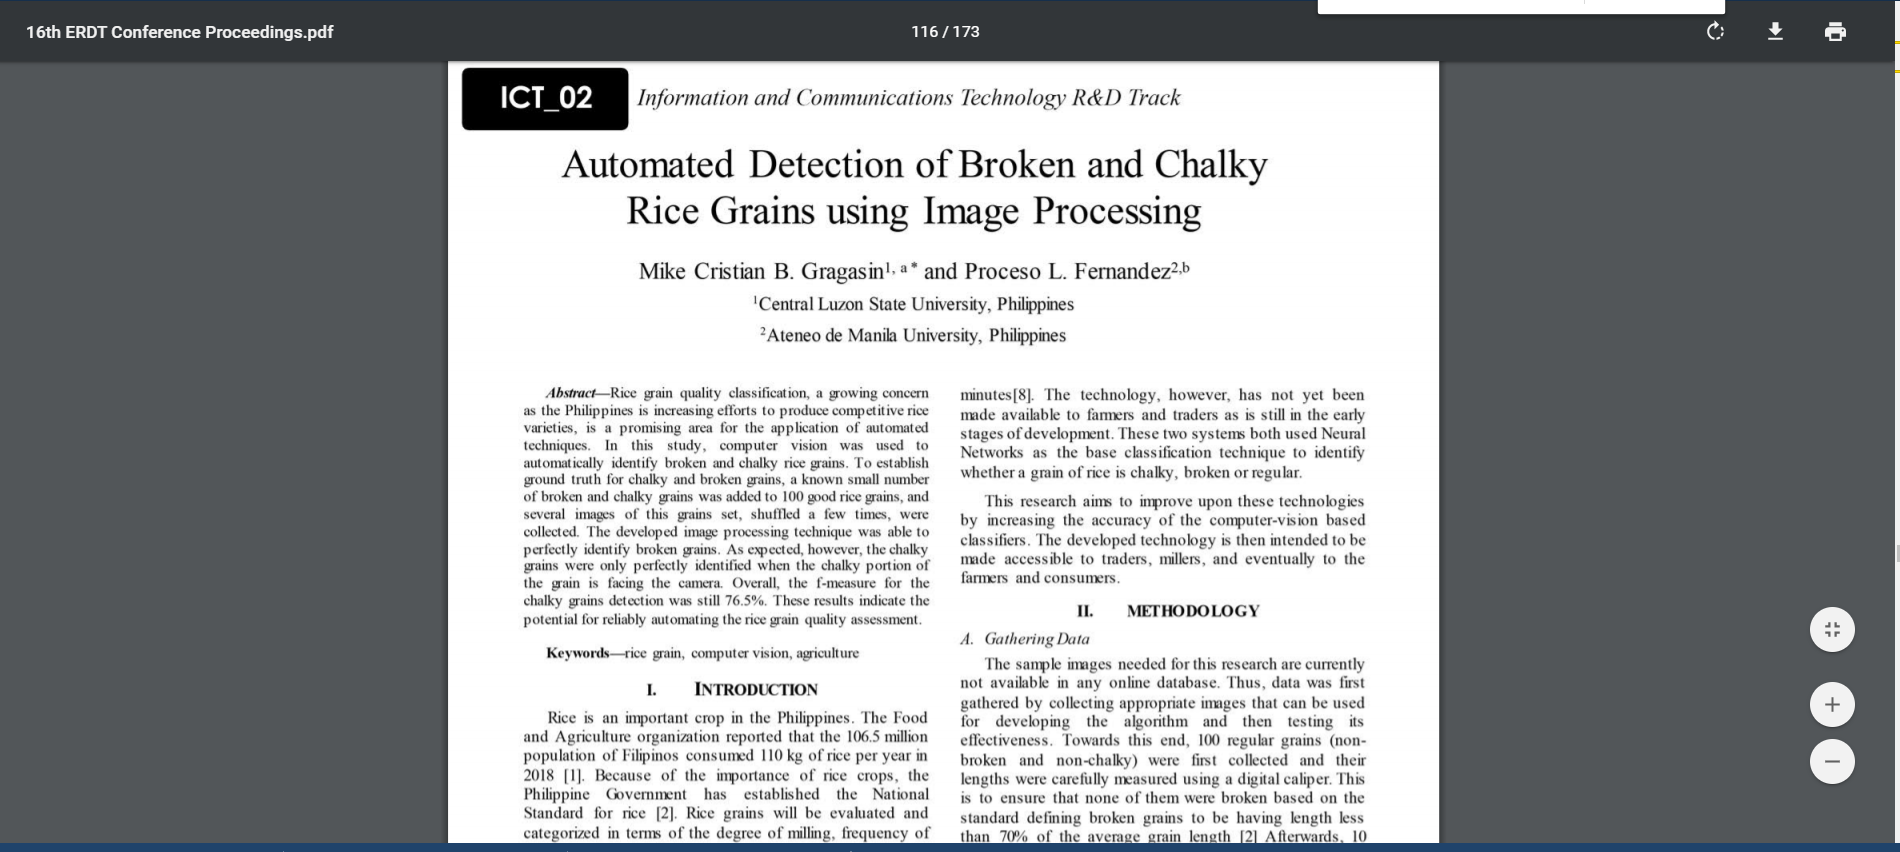 16th ERDT Conference Proceedings.pdf
116 / 173
ICT_02
Information and Communications Technology R&D Track
Automated Detection of Broken and Chalky
Rice Grains using Image Processing
Mike Cristian B. Gragasin1, a * and Proceso L. Fernandez2,b
1Central Luzon State University, Philippines
2Ateneo de Manila University, Philippines
Abstract—Rice grain quality classification, a growing concern
as the Philippines is increasing efforts to produce competitive rice
varieties, is a promising area for the application of automated
techniques. In this study, computer vision was used to
automatically identify broken and chalky rice grains. To establish
ground truth for chalky and broken grains, a known small number
of broken and chalky grains was added to 100 good rice grains, and
several images of this grains set, shuffled a few times, were
collected. The developed image processing technique was able to
perfectly identify broken grains. As expected, however, the chalky
grains were only perfectly identified when the chalky portion of
the grain is facing the camera. Overall, the f-measure for the
chalky grains detection was still 76.5%. These results indicate the
potential for reliably automating the rice grain quality assessment.
Keywords—rice grain, computer vision, agriculture
I. INTRODUCTION
Rice is an important crop in the Philippines. The Food
and Agriculture organization reported that the 106.5 million
population of Filipinos consumed 110 kg of rice per year in
2018 [1]. Because of the importance of rice crops, the
Philippine Government has established the National
Standard for rice [2]. Rice grains will be evaluated and
categorized in terms of the degree of milling, frequency of
minutes[8]. The technology, however, has not yet been
made available to farmers and traders as is still in the early
stages of development. These two systems both used Neural
Networks as the base classification technique to identify
whether a grain of rice is chalky, broken or regular.
This research aims to improve upon these technologies
by increasing the accuracy of the computer-vision based
classifiers. The developed technology is then intended to be
made accessible to traders, millers, and eventually to the
farmers and consumers.
II. METHODOLOGY
A. Gathering Data
The sample images needed for this research are currently
not available in any online database. Thus, data was first
gathered by collecting appropriate images that can be used
for developing the algorithm and then testing its
effectiveness. Towards this end, 100 regular grains (non-
broken and non-chalky) were first collected and their
lengths were carefully measured using a digital caliper. This
is to ensure that none of them were broken based on the
standard defining broken grains to be having length less
than 70% of the average grain length [2] Afterwards, 10